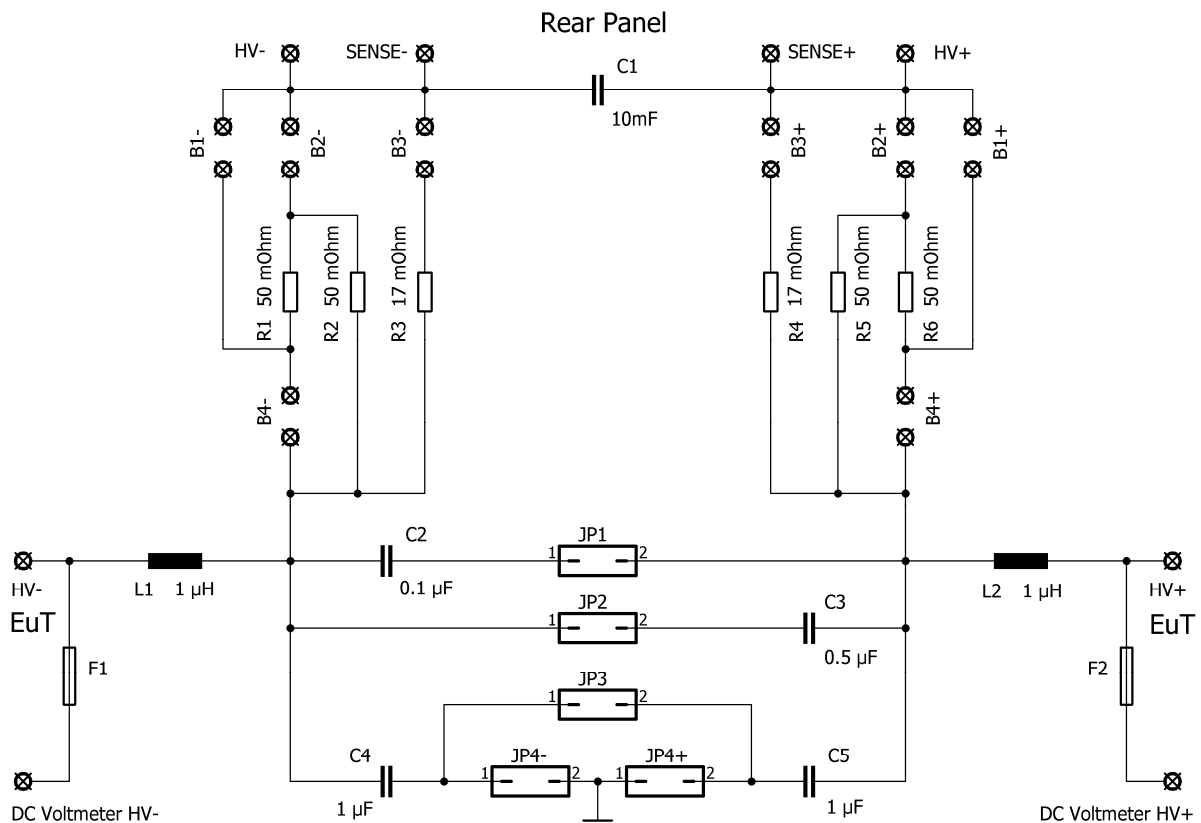 Rear Panel
HV-
SENSE-
C1
10mF
SENSE+
HV+
B1-
B2-
B3-
B3+
B2+
B1+
R1 50 mOhm
R2 50 mOhm
R3 17 mOhm
R4 17 mOhm
R5 50 mOhm
R6 50 mOhm
B4-
B4+
C2
0.1 µF
JP1
1
2
L1 1 µH
L2 1 µH
HV-
EuT
HV+
EuT
JP2
1
2
C3
0.5 µF
F1
F2
JP3
1
2
C4
1 µF
JP4-
1
2
JP4+
1
2
C5
1 µF
DC Voltmeter HV-
DC Voltmeter HV+